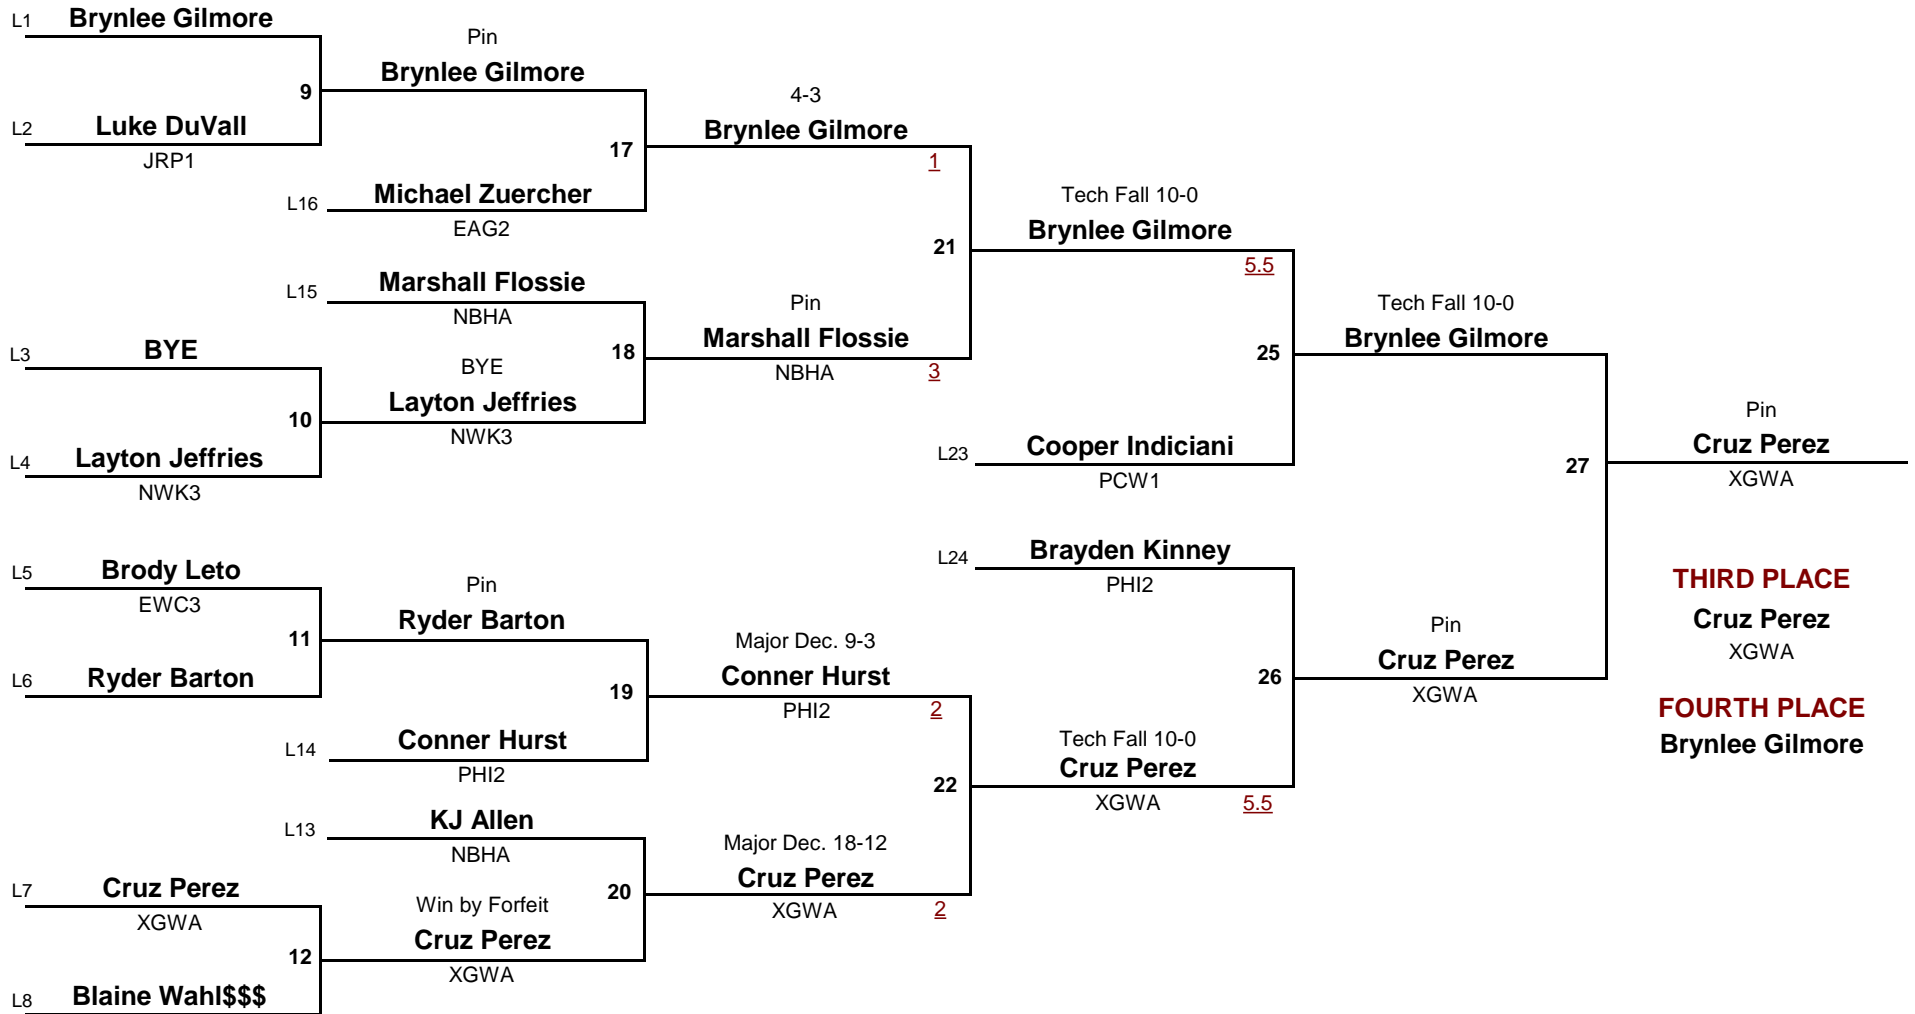 L1 Brynlee Gilmore
Pin
Brynlee Gilmore
9
4-3
Brynlee Gilmore
1
L2 Luke DuVall
JRP1
17
L16 Michael Zuercher
EAG2
Tech Fall 10-0
Brynlee Gilmore
5.5
21
L15 Marshall Flossie
NBHA
Pin
Marshall Flossie
NBHA
3
Tech Fall 10-0
Brynlee Gilmore
L3 BYE
18
BYE
Layton Jeffries
NWK3
25
10
Pin
Cruz Perez
XGWA
L4 Layton Jeffries
NWK3
L23 Cooper Indiciani
PCW1
27
L24 Brayden Kinney
PHI2
L5 Brody Leto
EWC3
Pin
Ryder Barton
11
THIRD PLACE
Cruz Perez
XGWA
Major Dec. 9-3
Conner Hurst
PHI2
2
Pin
Cruz Perez
XGWA
L6 Ryder Barton
19
26
FOURTH PLACE
Brynlee Gilmore
L14 Conner Hurst
PHI2
Tech Fall 10-0
Cruz Perez
XGWA
5.5
22
L13 KJ Allen
NBHA
Major Dec. 18-12
Cruz Perez
XGWA
2
L7 Cruz Perez
XGWA
20
Win by Forfeit
Cruz Perez
XGWA
12
L8 Blaine Wahl$$$